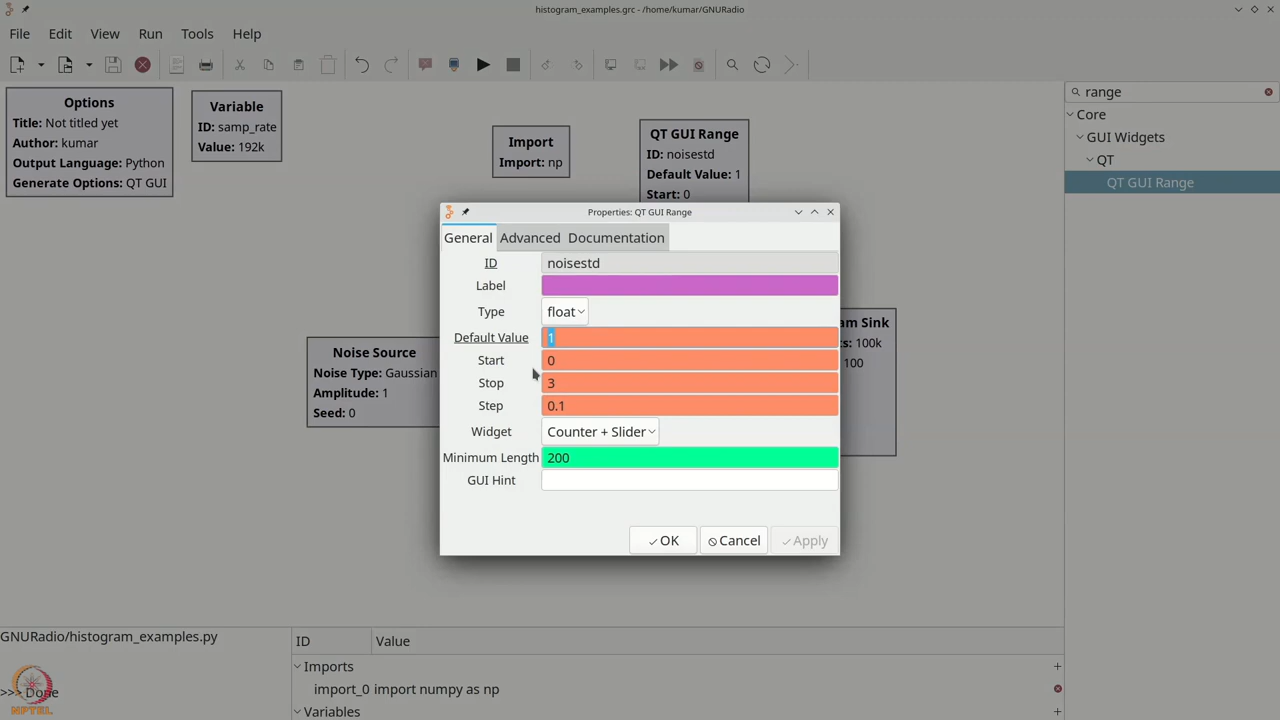 histogram_examples.grc - /home/kumar/GNURadio
File Edit View Run Tools Help
Options
Title: Not titled yet
Author: kumar
Output Language: Python
Generate Options: QT GUI
Variable
ID: samp_rate
Value: 192k
Import
Import: np
QT GUI Range
ID: noisestd
Default Value: 1
Start: 0
range
Core
GUI Widgets
QT
QT GUI Range
Properties: QT GUI Range
General Advanced Documentation
ID noisestd
Label
Type float
Default Value 1
Start 0
Stop 3
Step 0.1
Widget Counter + Slider
Minimum Length 200
GUI Hint
OK Cancel Apply
Noise Source
Noise Type: Gaussian
Amplitude: 1
Seed: 0
am Sink
ts: 100k
100
GNURadio/histogram_examples.py
>>> Done
NPTEL
ID Value
Imports
import_0 import numpy as np
Variables